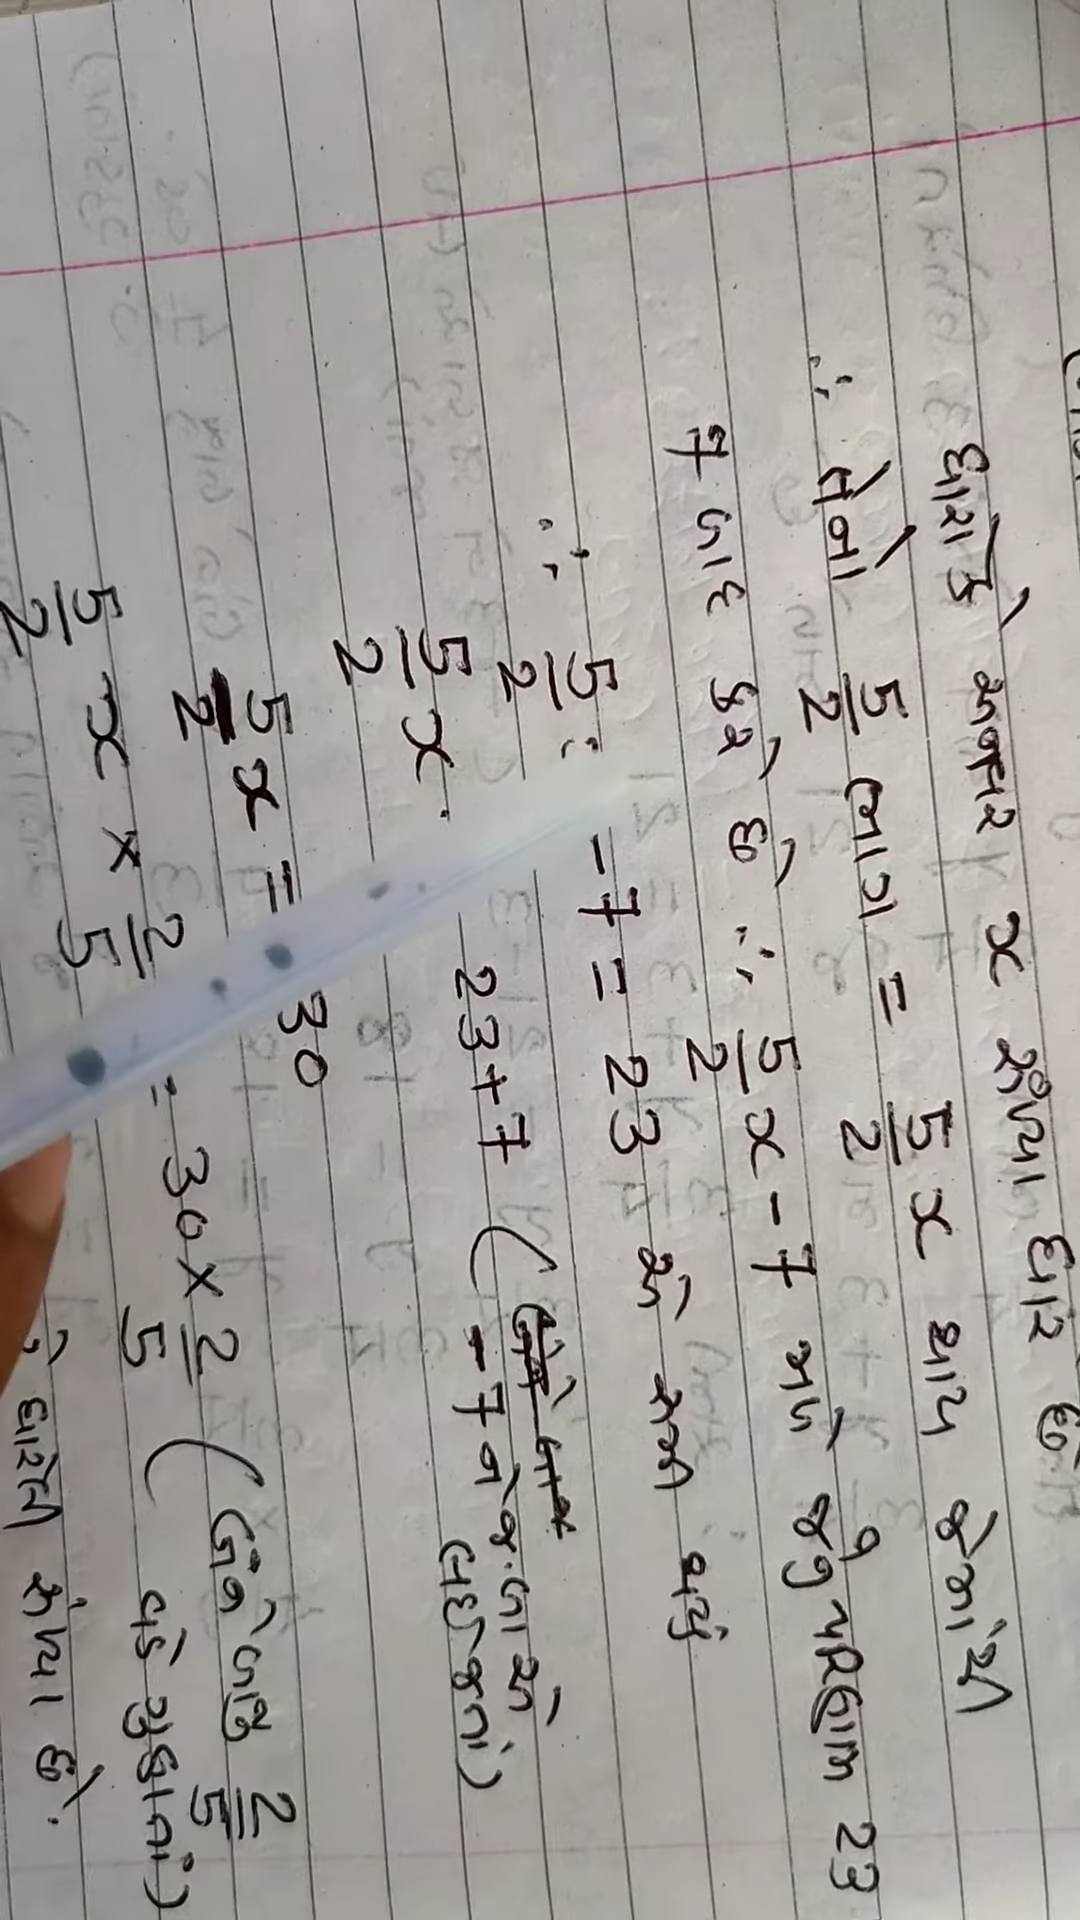 ધારોકે અનવર x સંખ્યા ધારે છે
∴ તેનો 5/2 ભાગ = 5/2 x થાય જેમાંથી
7 બાદ કરે છે ∴ 5/2 x - 7 મળે જેનું પરિણામ 23
∴ 5/2 - 7 = 23 ને સમાન થયું
5/2 x 23 + 7 ( -7 ને જ.બા ને લઈ જતાં)
5/2 x = 30
5/2 x × 2/5 = 30 × 2/5 (બંને બાજુ 2/5 વડે ગુણતાં)
ધારેલી સંખ્યા છે.